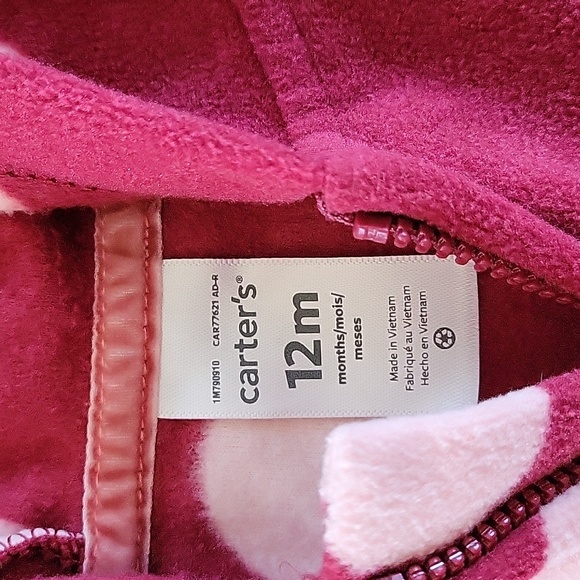 1M790910 CAR77621 AD-R
carter's®
12m
months/mois/
meses
Made in Vietnam
Fabriqué au Vietnam
Hecho en Vietnam